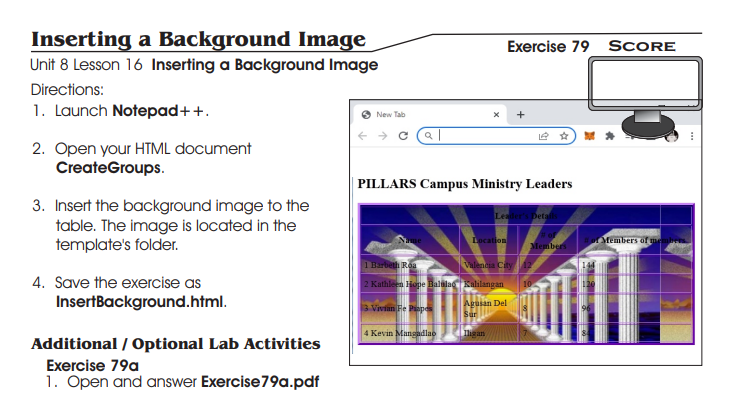 Inserting a Background Image
Exercise 79 SCORE
Unit 8 Lesson 16 Inserting a Background Image
Directions:
1. Launch Notepad++.
2. Open your HTML document
CreateGroups.
3. Insert the background image to the
table. The image is located in the
template's folder.
4. Save the exercise as
InsertBackground.html.
Additional / Optional Lab Activities
Exercise 79a
1. Open and answer Exercise79a.pdf
New Tab
PILLARS Campus Ministry Leaders
Leader's Details
Name Location # of Members # of Members of members
1 Roa Valencia City 12 144
2 Kathleen Hope Kahlangan 10 120
3 Vivian Fe Agusan Del Sur 8 96
4 Kevin Mangadlao Iligan 7 84